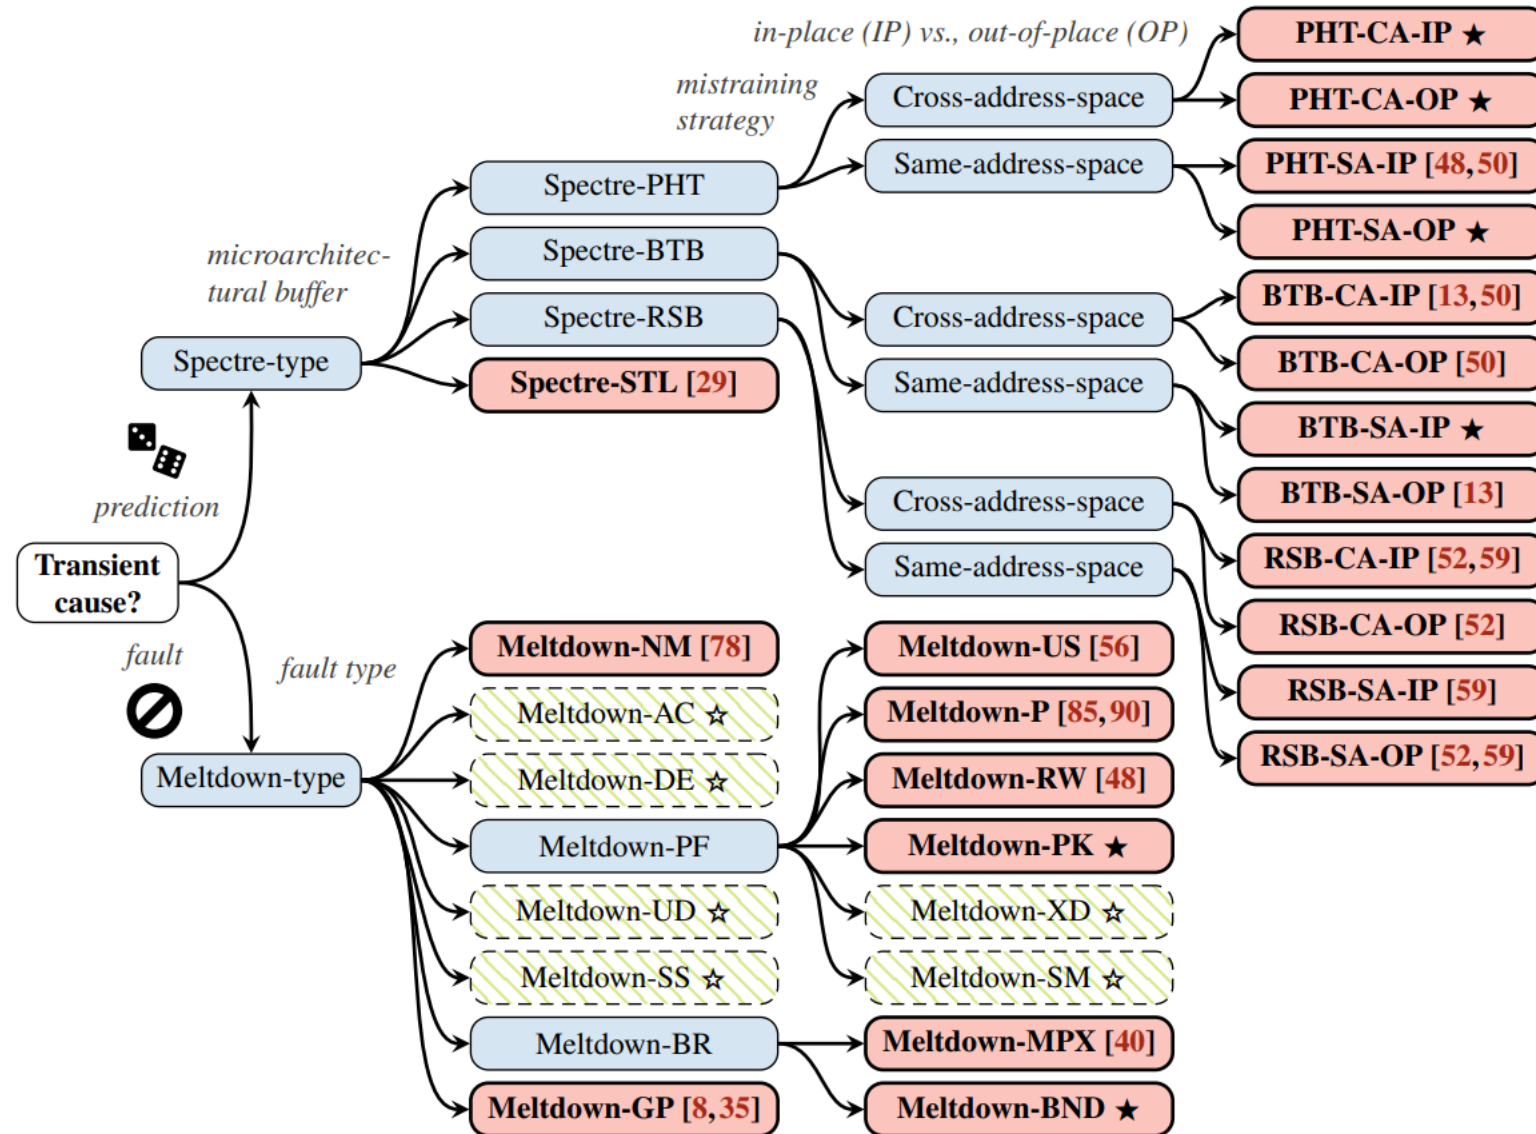 in-place (IP) vs., out-of-place (OP)
PHT-CA-IP ★
mistraining
strategy
Cross-address-space
PHT-CA-OP ★
Same-address-space
PHT-SA-IP [48,50]
Spectre-PHT
PHT-SA-OP ★
microarchitec-
tural buffer
Spectre-BTB
BTB-CA-IP [13,50]
Spectre-RSB
Cross-address-space
BTB-CA-OP [50]
Spectre-type
Spectre-STL [29]
Same-address-space
BTB-SA-IP ★
BTB-SA-OP [13]
prediction
Cross-address-space
RSB-CA-IP [52,59]
Transient
cause?
Same-address-space
RSB-CA-OP [52]
fault
fault type
Meltdown-NM [78]
Meltdown-US [56]
RSB-SA-IP [59]
Meltdown-AC ☆
Meltdown-P [85,90]
RSB-SA-OP [52,59]
Meltdown-type
Meltdown-DE ☆
Meltdown-RW [48]
Meltdown-PF
Meltdown-PK ★
Meltdown-UD ☆
Meltdown-XD ☆
Meltdown-SS ☆
Meltdown-SM ☆
Meltdown-BR
Meltdown-MPX [40]
Meltdown-GP [8,35]
Meltdown-BND ★